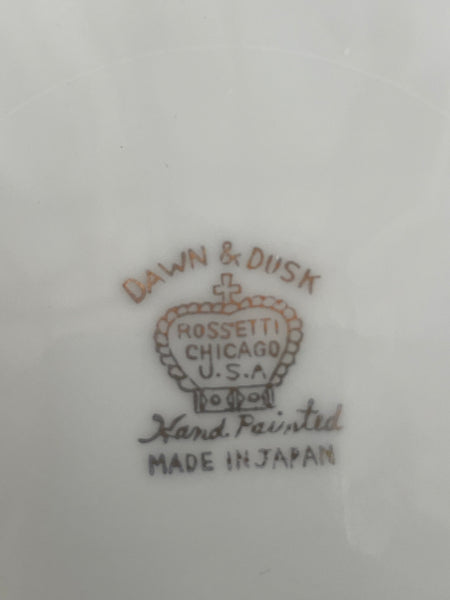 DAWN & DUSK
ROSSETTI
CHICAGO
U.S.A
Hand Painted
MADE IN JAPAN